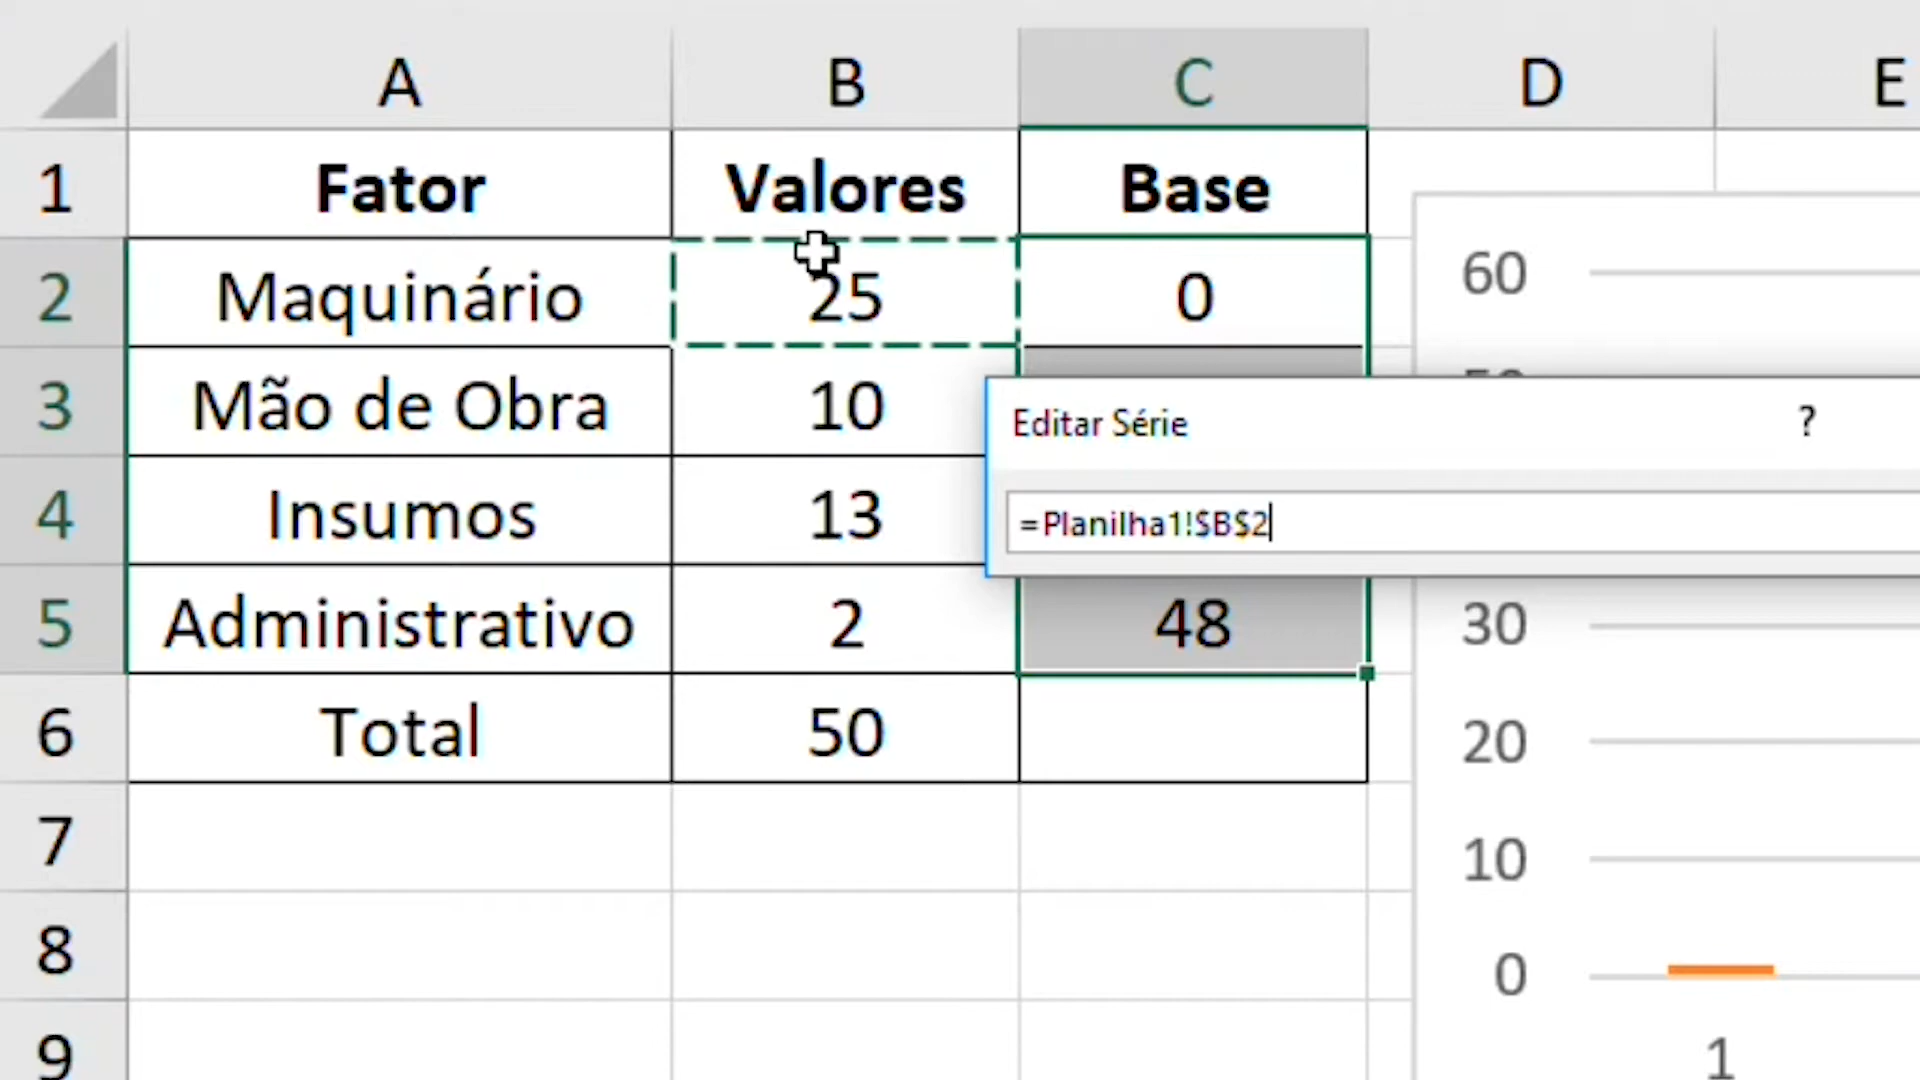 A B C D E
1 Fator Valores Base
2 Maquinário 25 0
3 Mão de Obra 10
4 Insumos 13
5 Administrativo 2 48
6 Total 50
7
8
9
Editar Série ?
=Planilha1!$B$2
60
30
20
10
0
1